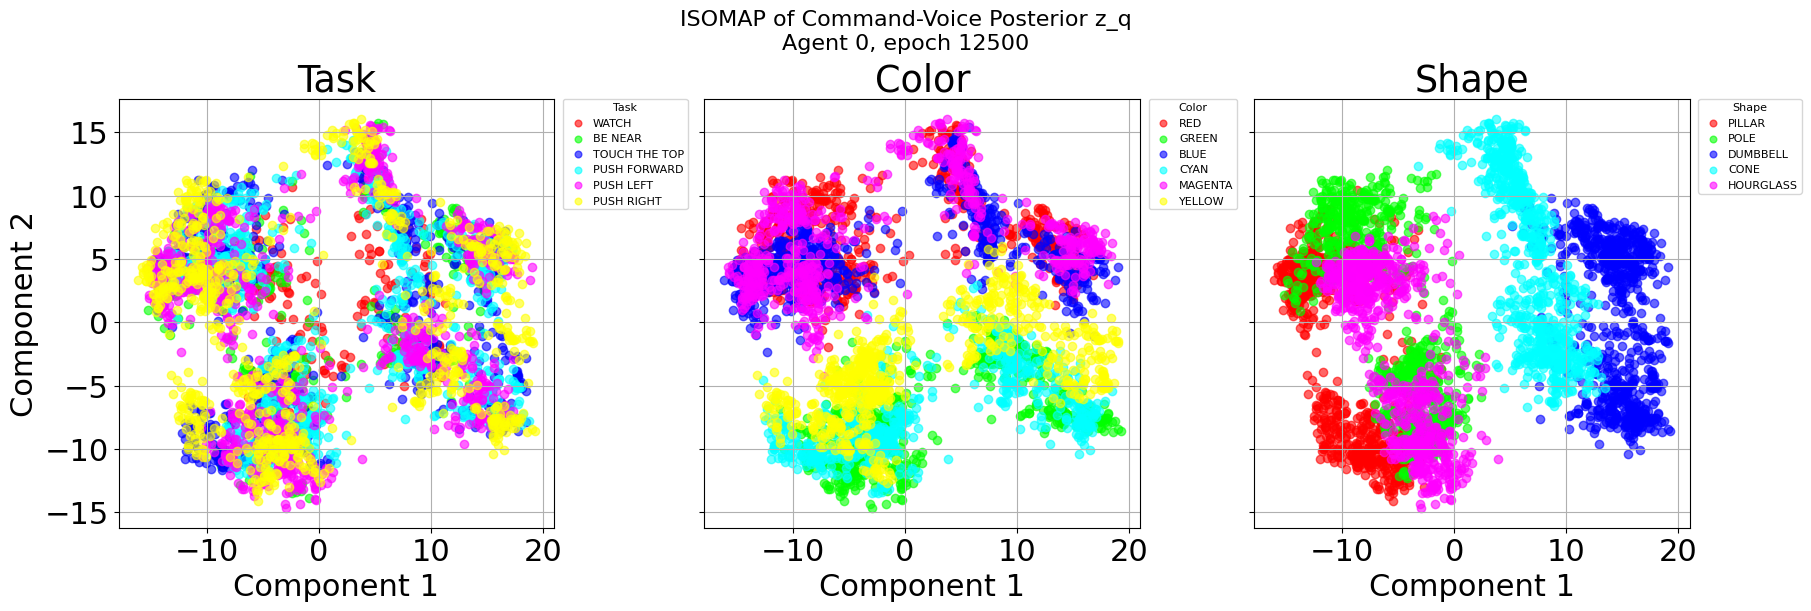 ISOMAP of Command-Voice Posterior z_q
Agent 0, epoch 12500
Task
Color
Shape
Task
WATCH
BE NEAR
TOUCH THE TOP
PUSH FORWARD
PUSH LEFT
PUSH RIGHT
Color
RED
GREEN
BLUE
CYAN
MAGENTA
YELLOW
Shape
PILLAR
POLE
DUMBBELL
CONE
HOURGLASS
Component 2
15
10
5
0
−5
−10
−15
−10 0 10 20
−10 0 10 20
−10 0 10 20
Component 1
Component 1
Component 1